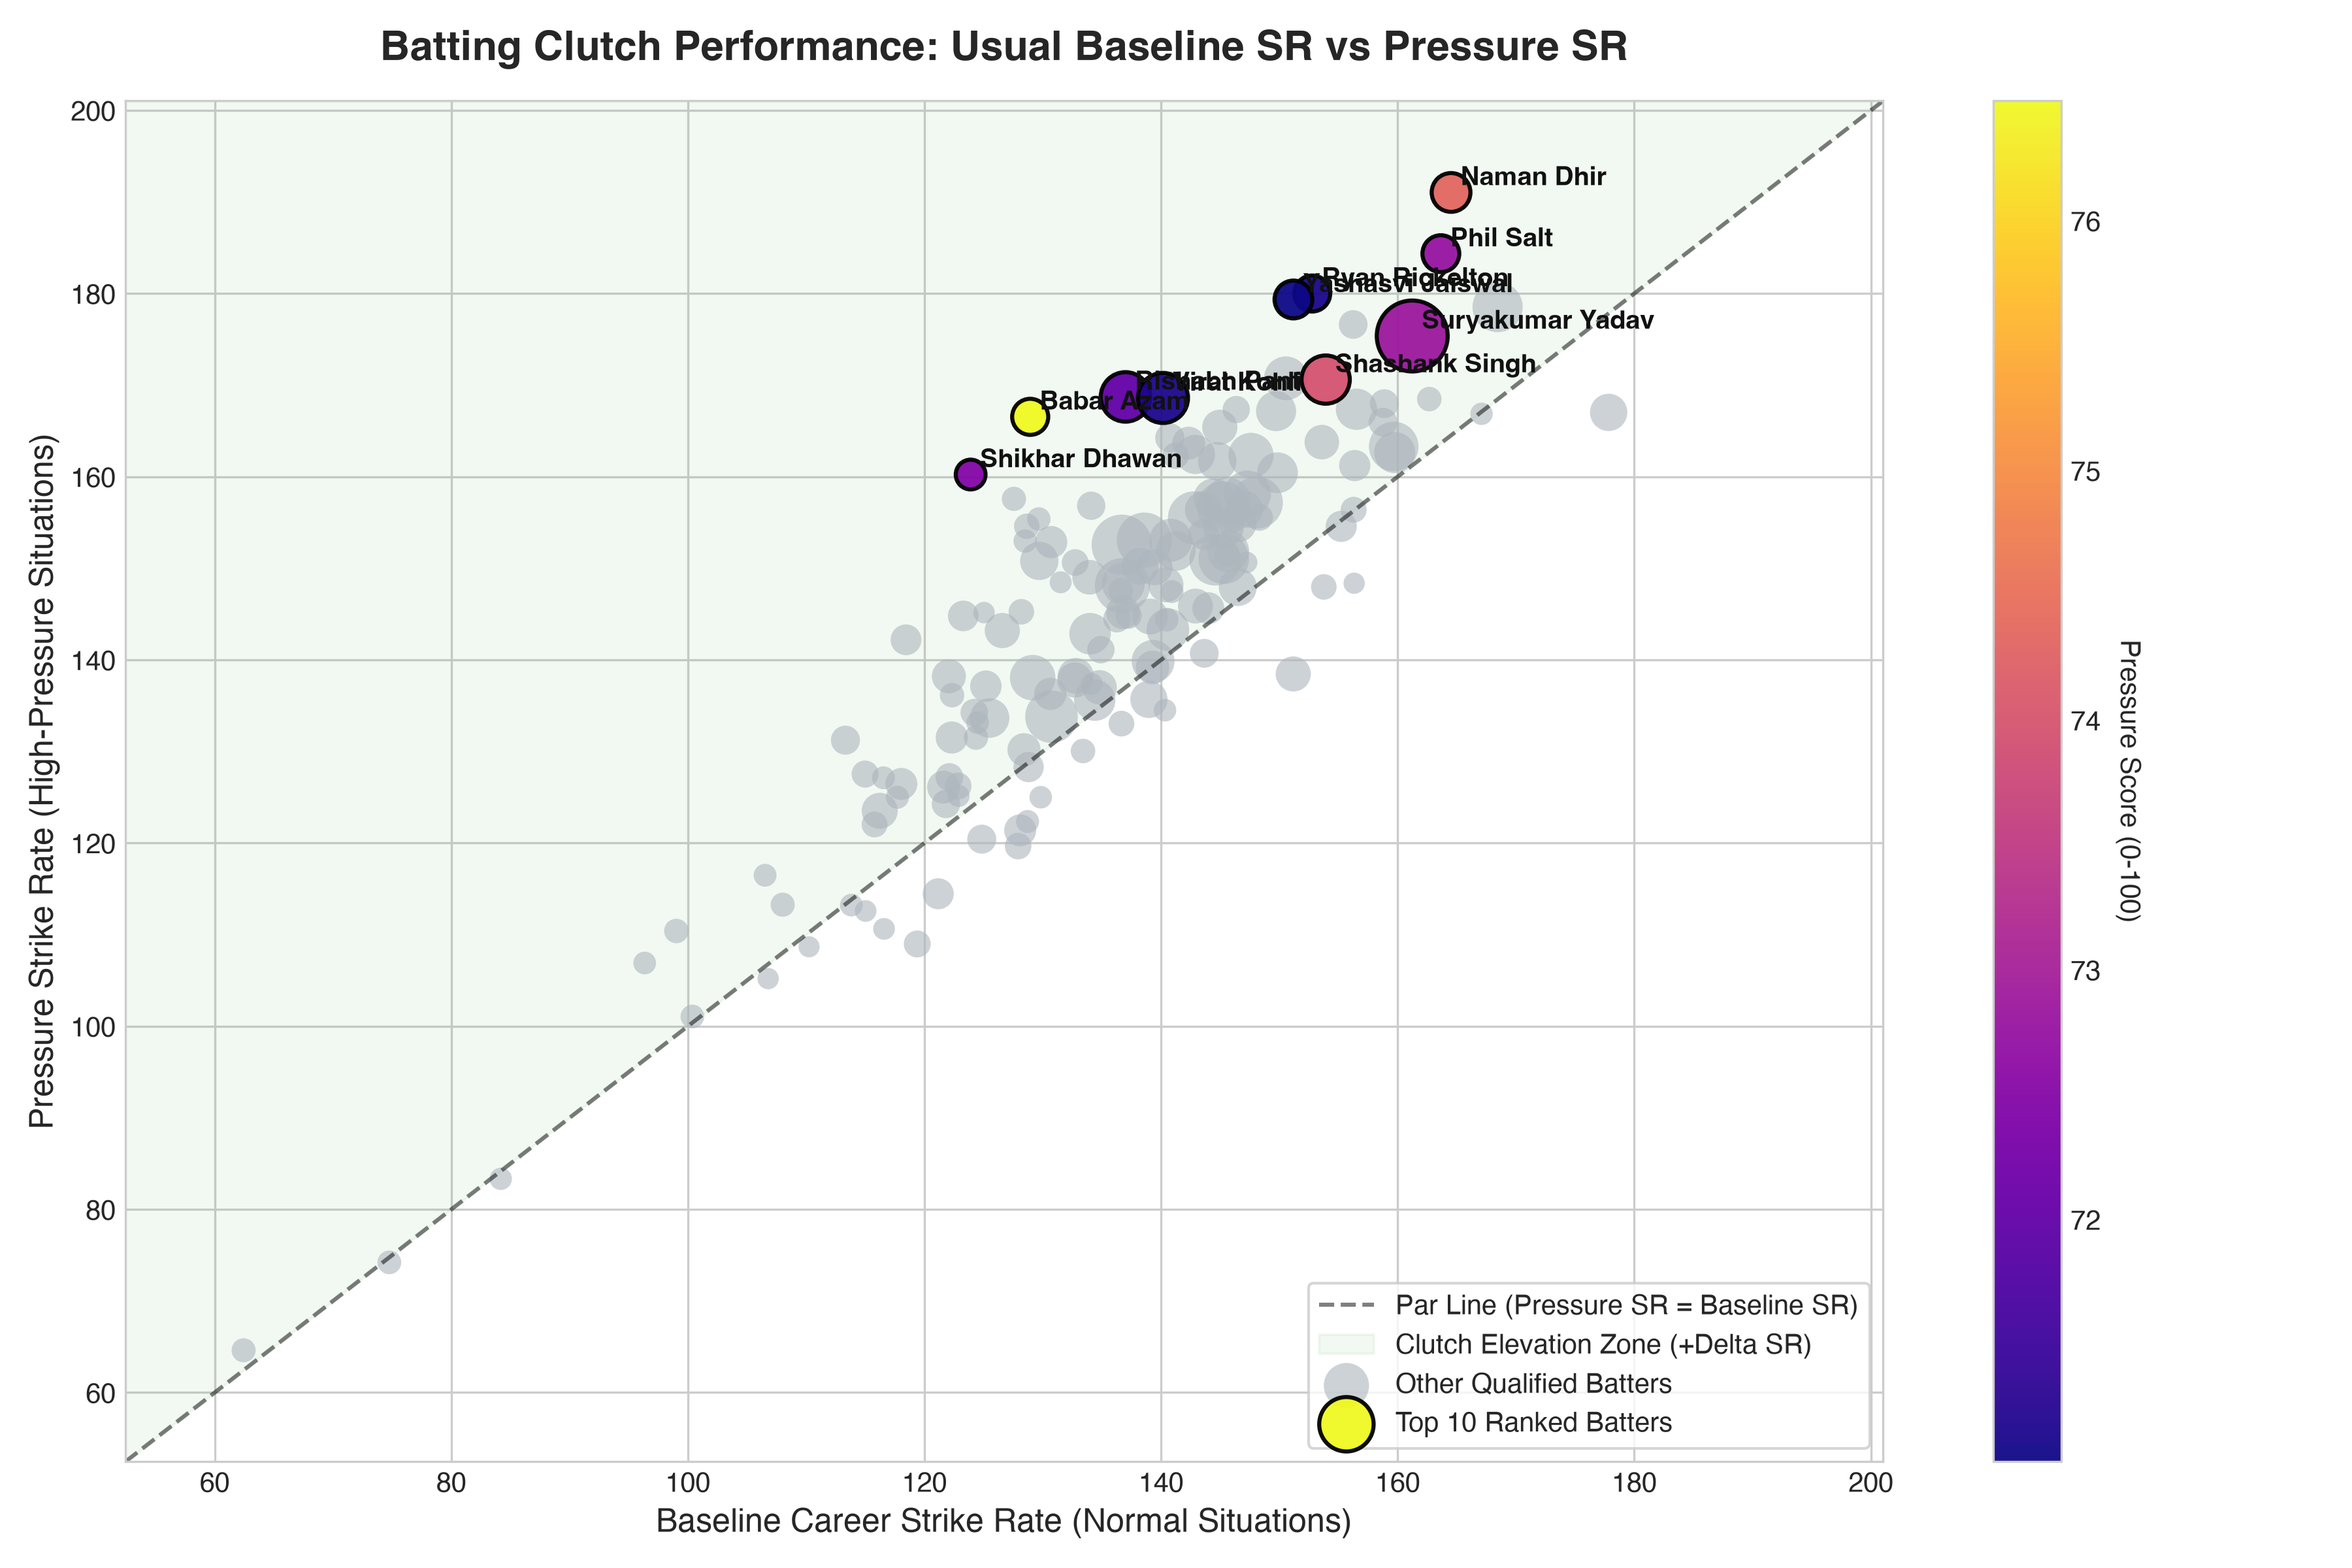 Batting Clutch Performance: Usual Baseline SR vs Pressure SR
Pressure Strike Rate (High-Pressure Situations)
200
180
160
140
120
100
80
60
Naman Dhir
Phil Salt
Ryan Rickelton
Yashasvi Jaiswal
Suryakumar Yadav
Shashank Singh
Rishabh Pant
Virat Kohli
Babar Azam
Shikhar Dhawan
Par Line (Pressure SR = Baseline SR)
Clutch Elevation Zone (+Delta SR)
Other Qualified Batters
Top 10 Ranked Batters
60
80
100
120
140
160
180
200
Baseline Career Strike Rate (Normal Situations)
76
75
74
73
72
Pressure Score (0-100)